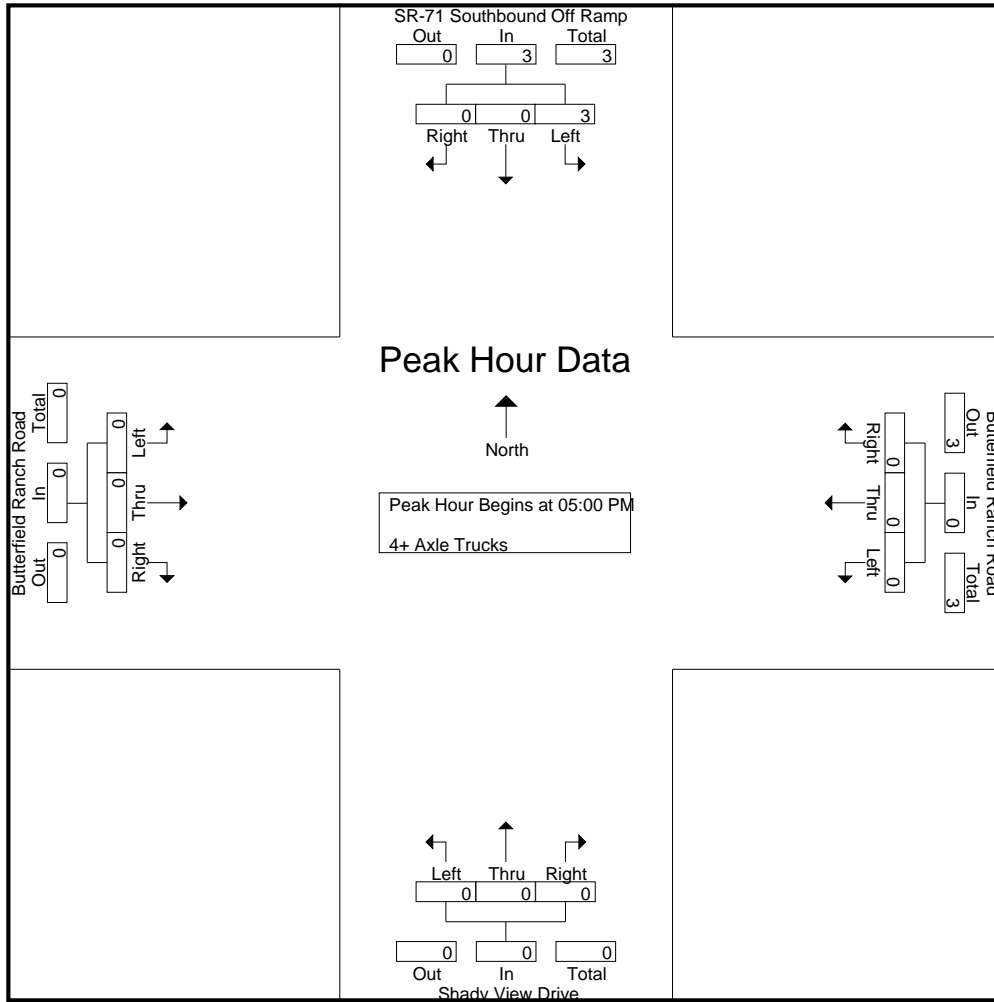 SR-71 Southbound Off Ramp
Out In Total
0 3 3
0 0 3
Right Thru Left
Peak Hour Data
North
Peak Hour Begins at 05:00 PM
4+ Axle Trucks
Butterfield Ranch Road
Total In Out
0 0 0
0 0 0
Left Thru Right
Right Thru Left
0 0 0
3 0 3
Out In Total
Butterfield Ranch Road
Left Thru Right
0 0 0
0 0 0
Out In Total
Shady View Drive